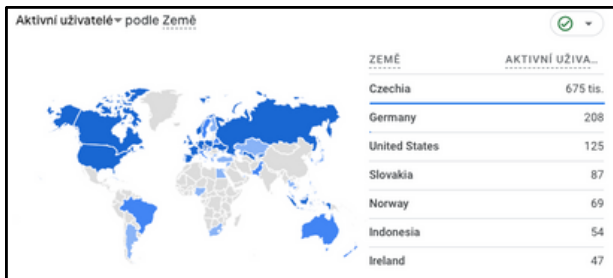 Aktivní uživatelé podle Země
ZEMĚ AKTIVNÍ UŽIVA...
Czechia 675 tis.
Germany 208
United States 125
Slovakia 87
Norway 69
Indonesia 54
Ireland 47